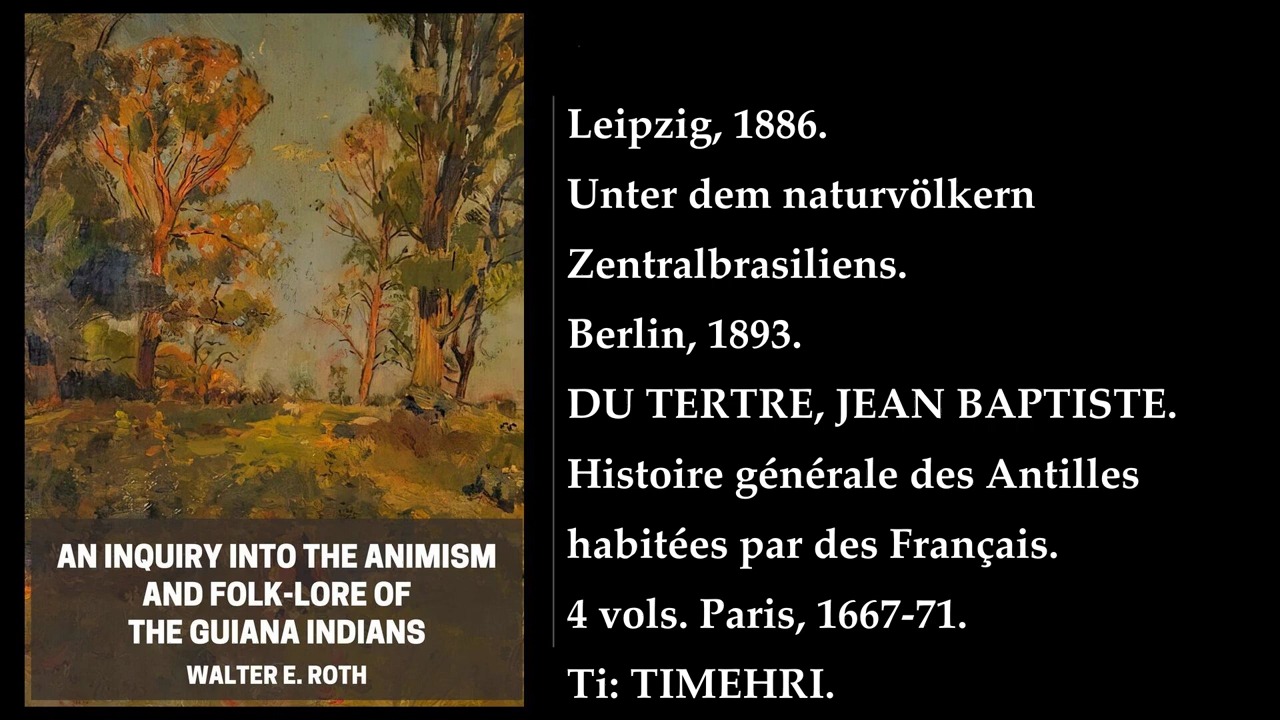 AN INQUIRY INTO THE ANIMISM
AND FOLK-LORE OF
THE GUIANA INDIANS
WALTER E. ROTH
Leipzig, 1886.
Unter dem naturvölkern
Zentralbrasiliens.
Berlin, 1893.
DU TERTRE, JEAN BAPTISTE.
Histoire générale des Antilles
habitées par des Français.
4 vols. Paris, 1667-71.
Ti: TIMEHRI.